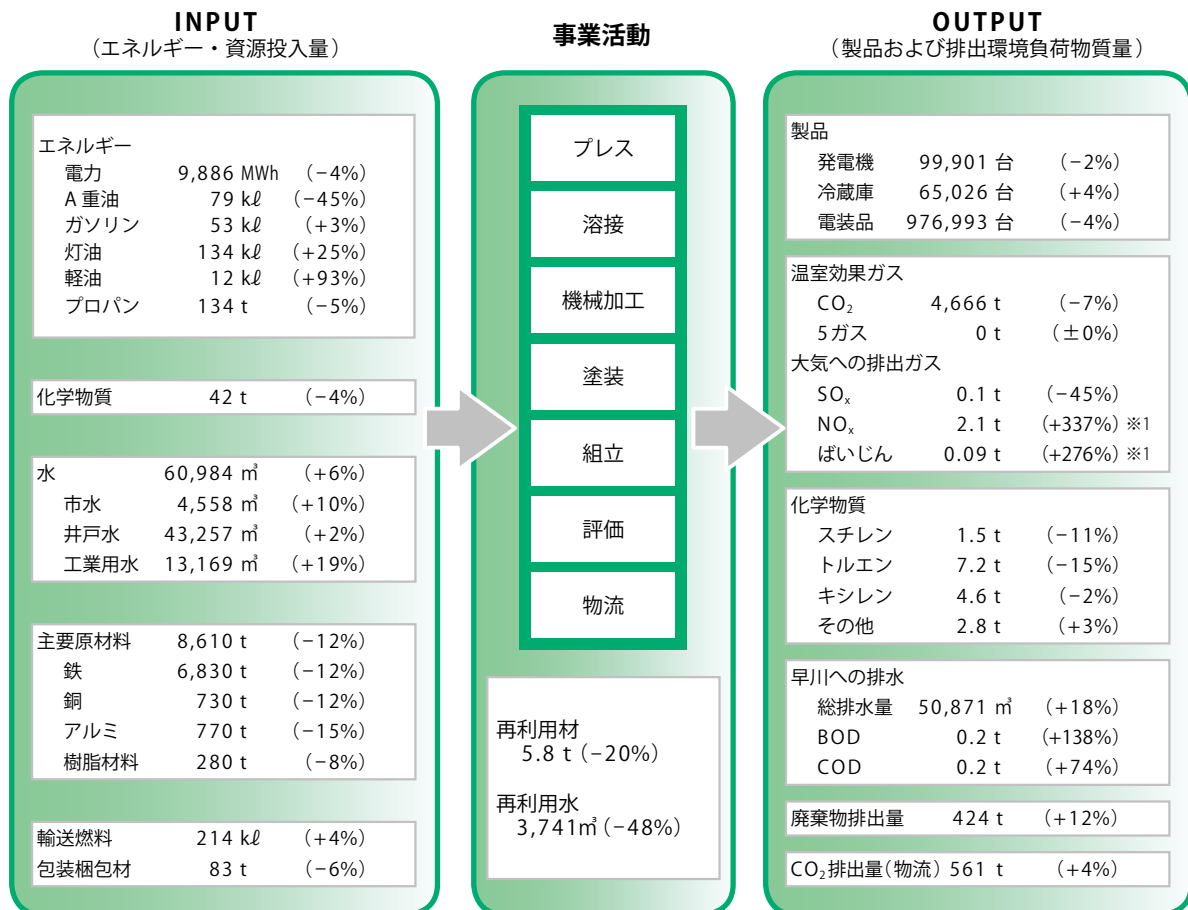 INPUT
（エネルギー・資源投入量）
エネルギー
電力 9,886 MWh (−4%)
A 重油 79 kℓ (−45%)
ガソリン 53 kℓ (+3%)
灯油 134 kℓ (+25%)
軽油 12 kℓ (+93%)
プロパン 134 t (−5%)
化学物質 42 t (−4%)
水 60,984 ㎥ (+6%)
市水 4,558 ㎥ (+10%)
井戸水 43,257 ㎥ (+2%)
工業用水 13,169 ㎥ (+19%)
主要原材料 8,610 t (−12%)
鉄 6,830 t (−12%)
銅 730 t (−12%)
アルミ 770 t (−15%)
樹脂材料 280 t (−8%)
輸送燃料 214 kℓ (+4%)
包装梱包材 83 t (−6%)
事業活動
プレス
溶接
機械加工
塗装
組立
評価
物流
再利用材
5.8 t (−20%)
再利用水
3,741㎥ (−48%)
OUTPUT
（製品および排出環境負荷物質量）
製品
発電機 99,901 台 (−2%)
冷蔵庫 65,026 台 (+4%)
電装品 976,993 台 (−4%)
温室効果ガス
CO₂ 4,666 t (−7%)
5ガス 0 t (±0%)
大気への排出ガス
SOₓ 0.1 t (−45%)
NOₓ 2.1 t (+337%) ※1
ばいじん 0.09 t (+276%) ※1
化学物質
スチレン 1.5 t (−11%)
トルエン 7.2 t (−15%)
キシレン 4.6 t (−2%)
その他 2.8 t (+3%)
早川への排水
総排水量 50,871 ㎥ (+18%)
BOD 0.2 t (+138%)
COD 0.2 t (+74%)
廃棄物排出量 424 t (+12%)
CO₂排出量(物流) 561 t (+4%)